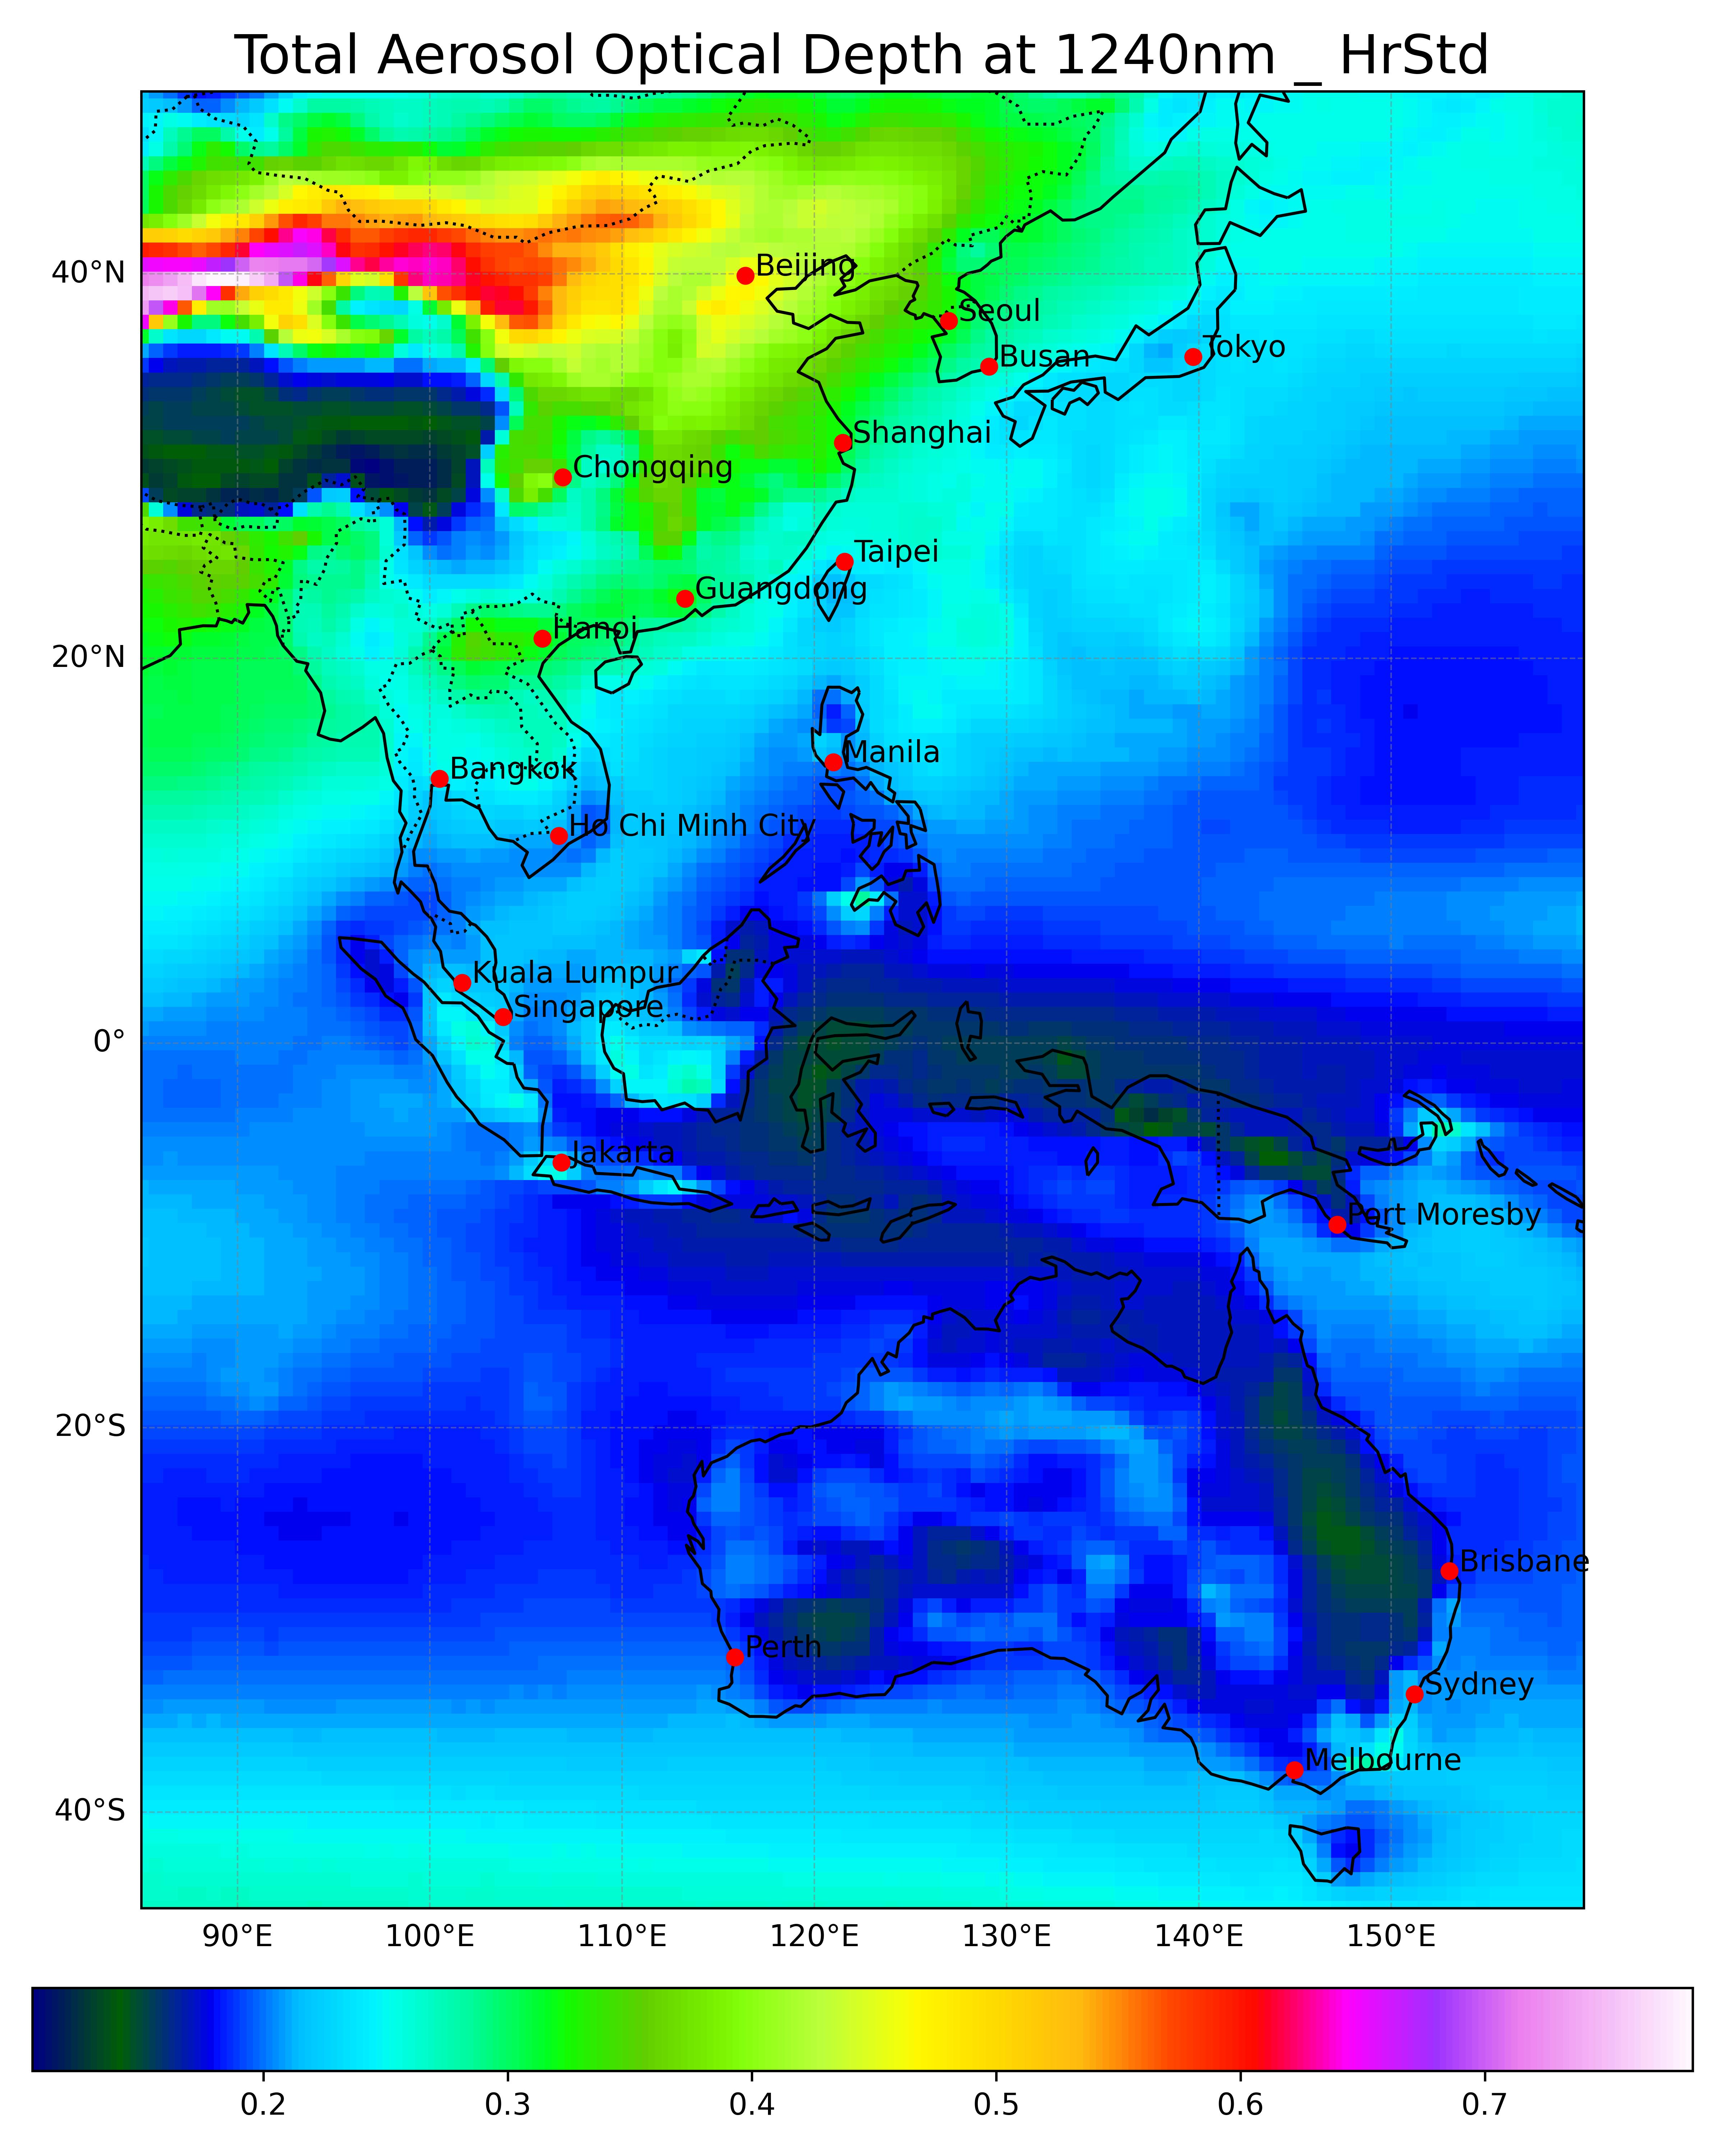 Total Aerosol Optical Depth at 1240nm _ HrStd
40°N
Beijing
Seoul
Tokyo
Busan
Shanghai
Chongqing
Taipei
Guangdong
Hanoi
20°N
Manila
Bangkok
Ho Chi Minh City
Kuala Lumpur
Singapore
0°
Jakarta
Port Moresby
20°S
Brisbane
Perth
Sydney
Melbourne
40°S
90°E 100°E 110°E 120°E 130°E 140°E 150°E
0.2 0.3 0.4 0.5 0.6 0.7